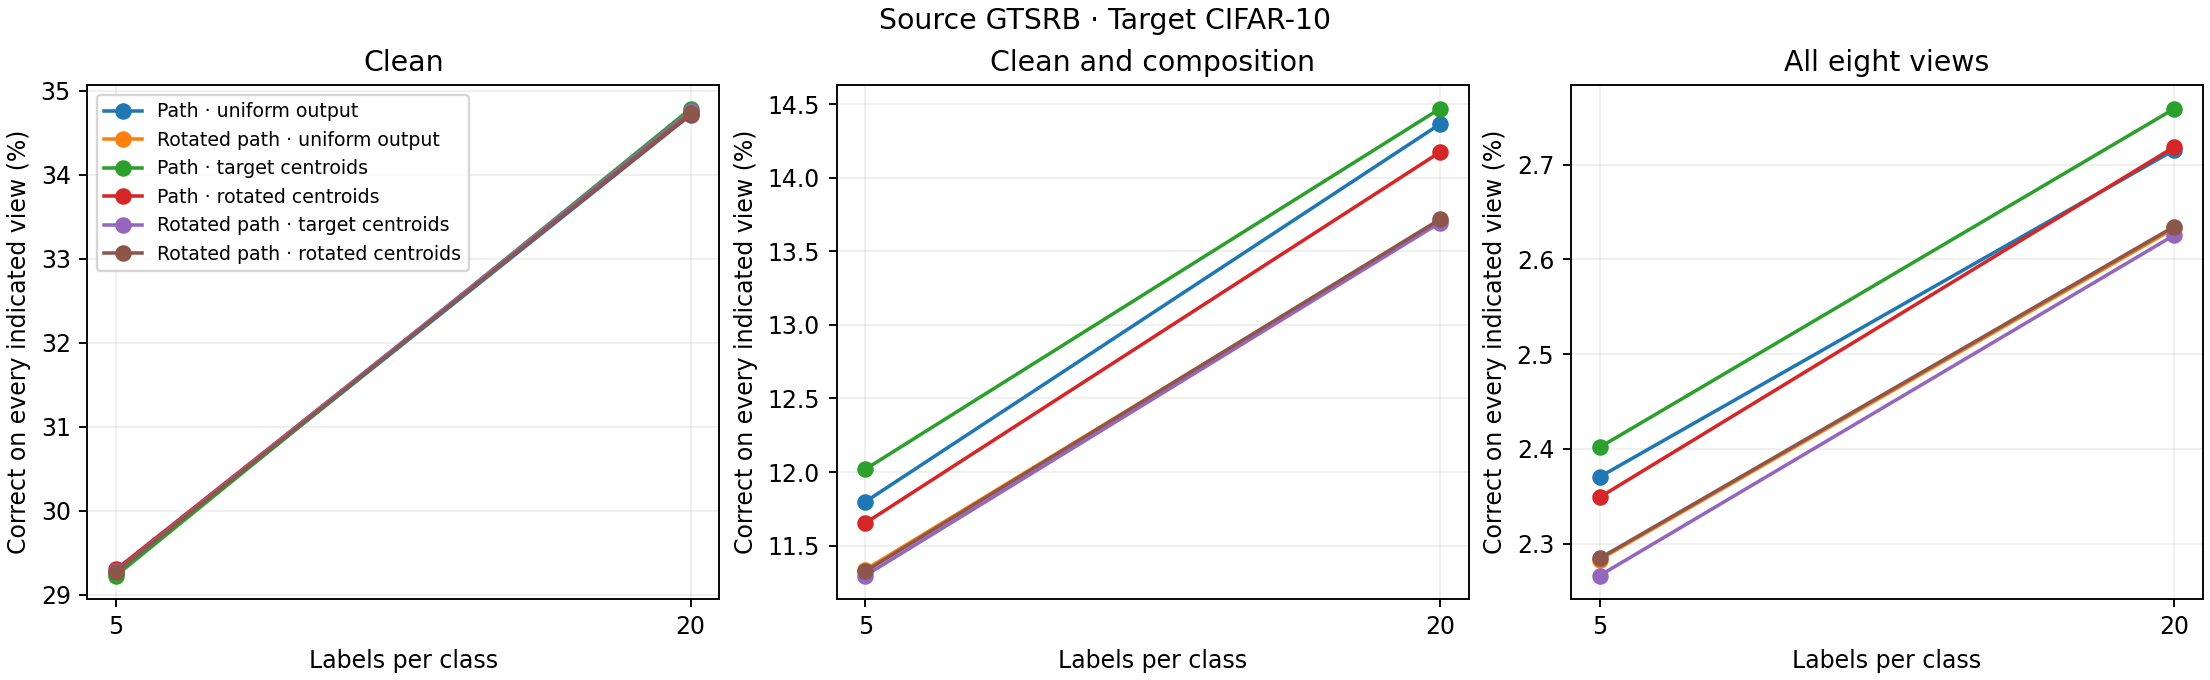 Source GTSRB · Target CIFAR-10
Clean
Correct on every indicated view (%)
35
34
33
32
31
30
29
Path · uniform output
Rotated path · uniform output
Path · target centroids
Path · rotated centroids
Rotated path · target centroids
Rotated path · rotated centroids
5
20
Labels per class
Clean and composition
Correct on every indicated view (%)
14.5
14.0
13.5
13.0
12.5
12.0
11.5
5
20
Labels per class
All eight views
Correct on every indicated view (%)
2.7
2.6
2.5
2.4
2.3
5
20
Labels per class